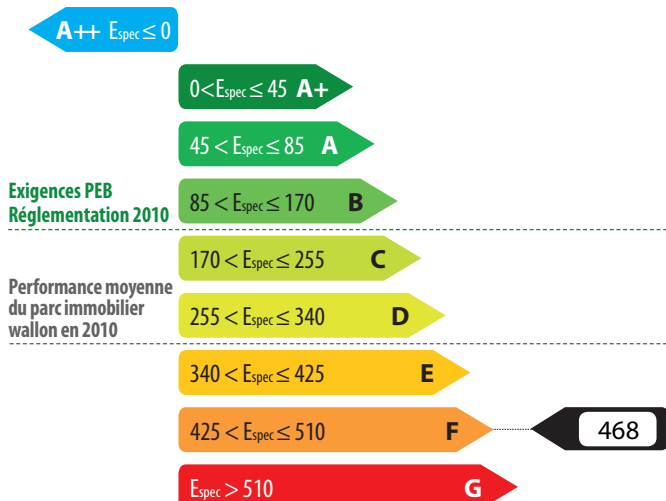 A++ Espec ≤ 0
0 < Espec ≤ 45 A+
45 < Espec ≤ 85 A
Exigences PEB
Réglementation 2010
85 < Espec ≤ 170 B
170 < Espec ≤ 255 C
Performance moyenne
du parc immobilier
wallon en 2010
255 < Espec ≤ 340 D
340 < Espec ≤ 425 E
425 < Espec ≤ 510 F 468
Espec > 510 G